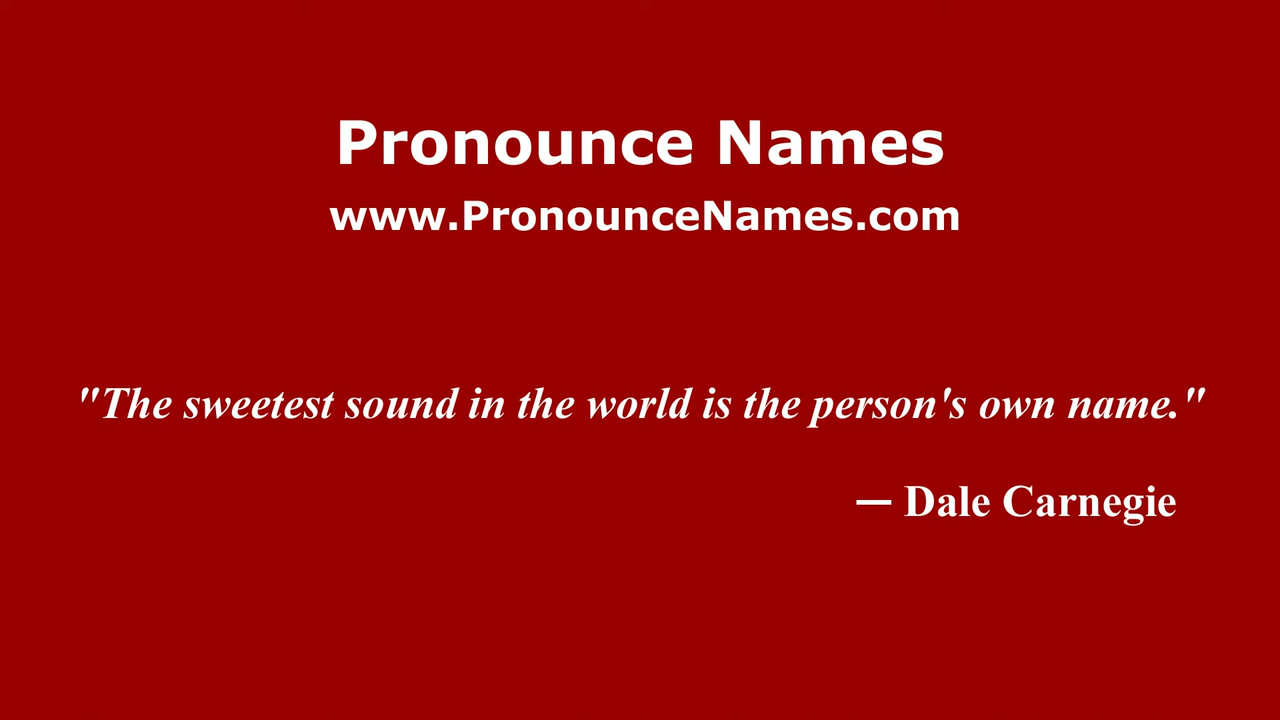 Pronounce Names
www.PronounceNames.com
"The sweetest sound in the world is the person's own name."
— Dale Carnegie